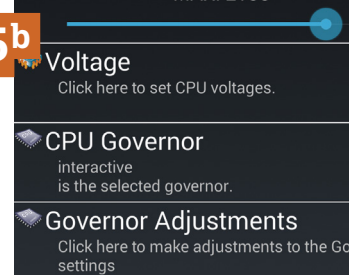 5b
Voltage
Click here to set CPU voltages.
CPU Governor
interactive
is the selected governor.
Governor Adjustments
Click here to make adjustments to the Go
settings